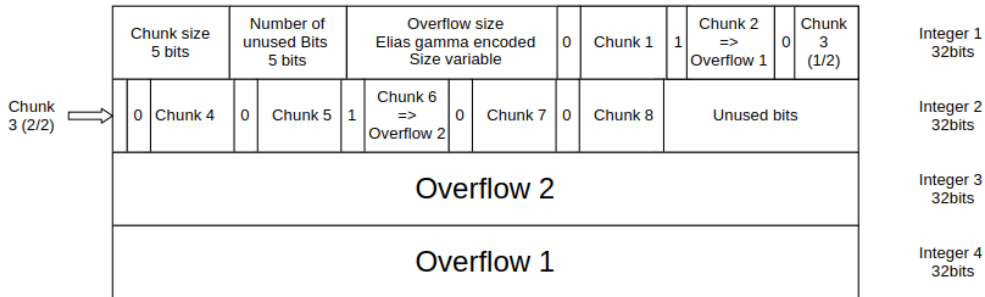 Chunk size
5 bits
Number of
unused Bits
5 bits
Overflow size
Elias gamma encoded
Size variable
0
Chunk 1
1
Chunk 2
=>
Overflow 1
0
Chunk
3
(1/2)
Integer 1
32bits
Chunk
3 (2/2)
0
Chunk 4
0
Chunk 5
1
Chunk 6
=>
Overflow 2
0
Chunk 7
0
Chunk 8
Unused bits
Integer 2
32bits
Overflow 2
Integer 3
32bits
Overflow 1
Integer 4
32bits